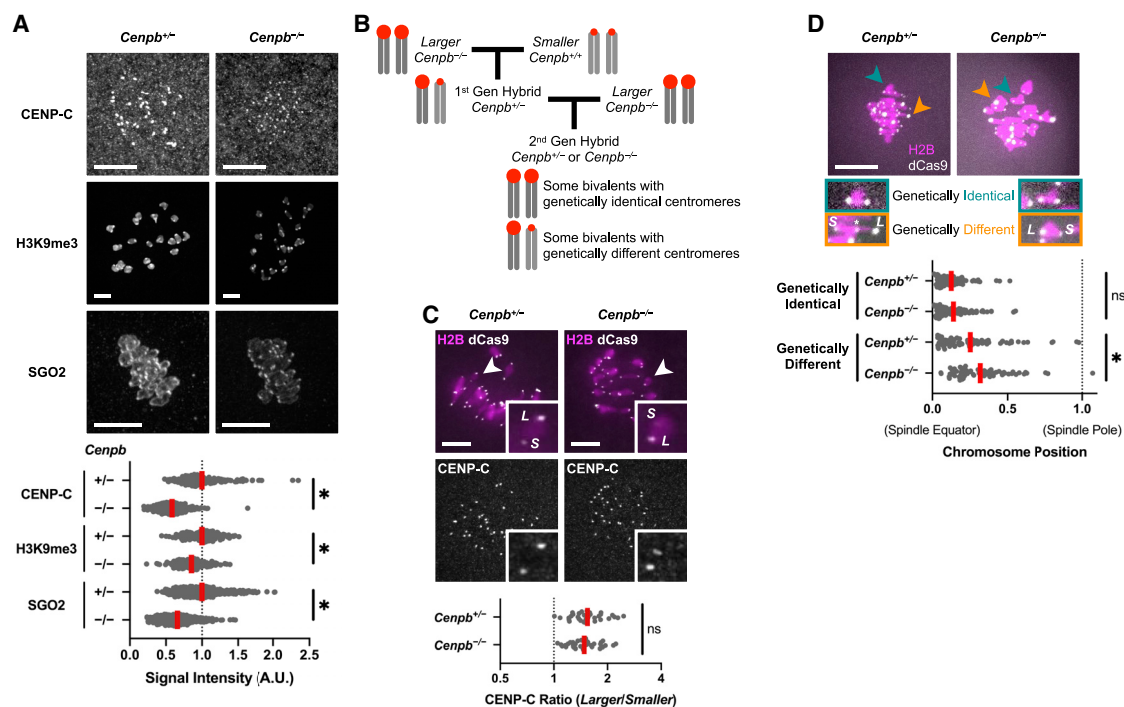 A
Cenpb+/− Cenpb−/−
CENP-C
H3K9me3
SGO2
Cenpb
CENP-C
+/−
−/−
H3K9me3
+/−
−/−
SGO2
+/−
−/−
*
*
*
0.0 0.5 1.0 1.5 2.0 2.5
Signal Intensity (A.U.)
B
Larger
Cenpb−/−
Smaller
Cenpb+/+
1st Gen Hybrid
Cenpb+/−
Larger
Cenpb−/−
2nd Gen Hybrid
Cenpb+/− or Cenpb−/−
Some bivalents with
genetically identical centromeres
Some bivalents with
genetically different centromeres
C
Cenpb+/− Cenpb−/−
H2B dCas9 H2B dCas9
L
S
S
L
CENP-C CENP-C
Cenpb+/−
Cenpb−/−
ns
0.5 1 2 4
CENP-C Ratio (Larger/Smaller)
D
Cenpb+/− Cenpb−/−
H2B
dCas9
Genetically Identical
S * L Genetically Different L S
Genetically
Identical
Cenpb+/−
Cenpb−/−
ns
Genetically
Different
Cenpb+/−
Cenpb−/−
*
0.0 0.5 1.0
(Spindle Equator) (Spindle Pole)
Chromosome Position